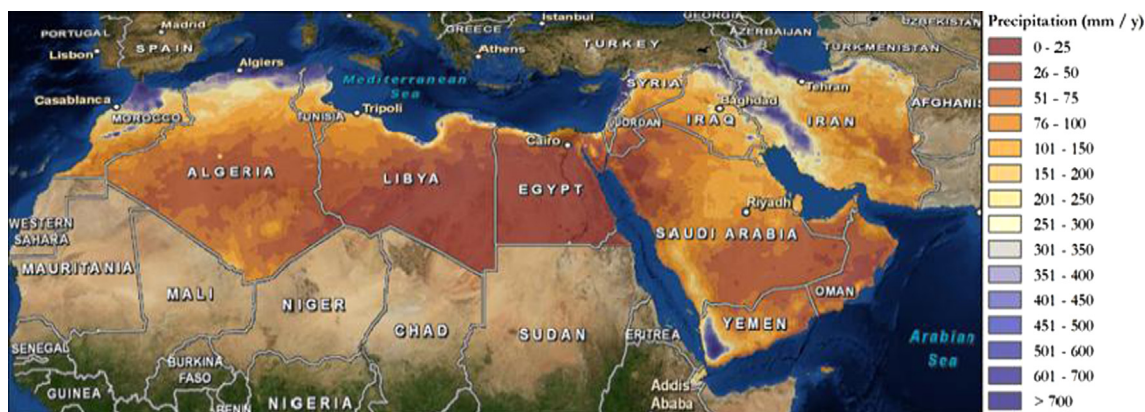 PORTUGAL
Madrid
Lisbon
SPAIN
Istanbul
GREECE
Athens
TURKEY
GEORGIA
AZERBAIJAN
UZBEKISTAN
TURKMENISTAN
Algiers
Mediterranean
Sea
Casablanca
MOROCCO
TUNISIA
Tripoli
SYRIA
Tehran
AFGHANIS
Baghdad
IRAQ
IRAN
JORDAN
Cairo
ALGERIA
LIBYA
EGYPT
Riyadh
SAUDI ARABIA
WESTERN
SAHARA
MAURITANIA
MALI
NIGER
CHAD
SUDAN
ERITREA
YEMEN
OMAN
Arabian
Sea
SENEGAL
BURKINA
FASO
GUINEA
BENIN
NIGERIA
Addis
Ababa
Precipitation (mm / y)
0 - 25
26 - 50
51 - 75
76 - 100
101 - 150
151 - 200
201 - 250
251 - 300
301 - 350
351 - 400
401 - 450
451 - 500
501 - 600
601 - 700
> 700